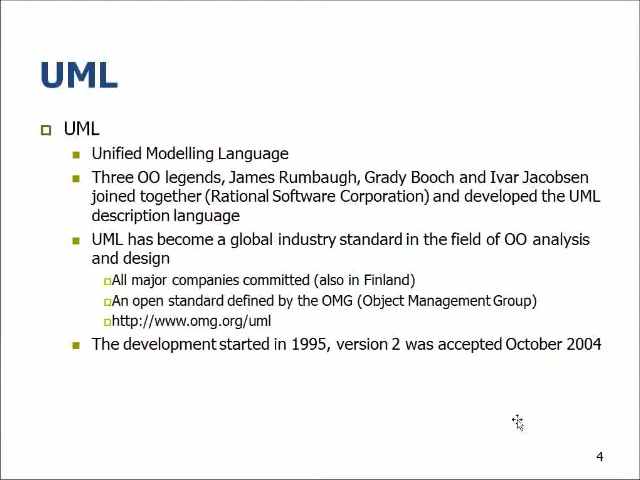 UML
UML
Unified Modelling Language
Three OO legends, James Rumbaugh, Grady Booch and Ivar Jacobsen
joined together (Rational Software Corporation) and developed the UML
description language
UML has become a global industry standard in the field of OO analysis
and design
All major companies committed (also in Finland)
An open standard defined by the OMG (Object Management Group)
http://www.omg.org/uml
The development started in 1995, version 2 was accepted October 2004
4